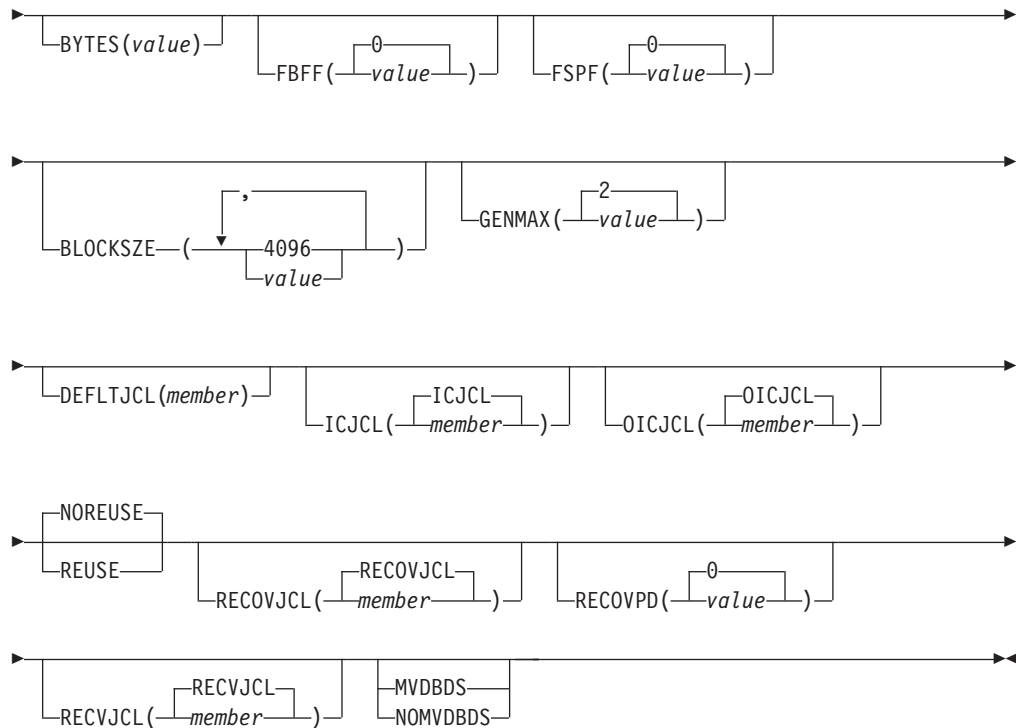 BYTES(value)
FBFF(
0
value
)
FSPF(
0
value
)
BLOCKSZE
(
,
4096
value
)
GENMAX(
2
value
)
DEFLTJCL(member)
ICJCL(
ICJCL
member
)
OICJCL(
OICJCL
member
)
NOREUSE
REUSE
RECOVJCL(
RECOVJCL
member
)
RECOVPD(
0
value
)
RECVJCL(
RECVJCL
member
)
MVDBDS
NOMVDBDS